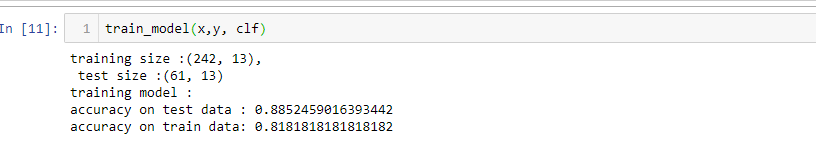 In [11]:
1 train_model(x,y, clf)
training size :(242, 13),
test size :(61, 13)
training model :
accuracy on test data : 0.8852459016393442
accuracy on train data: 0.8181818181818182